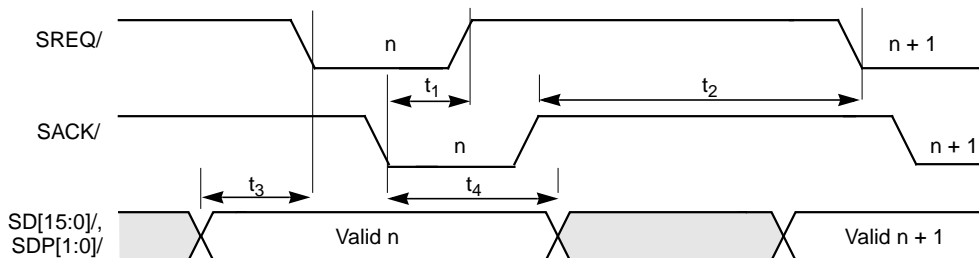 SREQ/
n
n + 1
t1
t2
SACK/
n
n + 1
t3
t4
SD[15:0]/,
SDP[1:0]/
Valid n
Valid n + 1